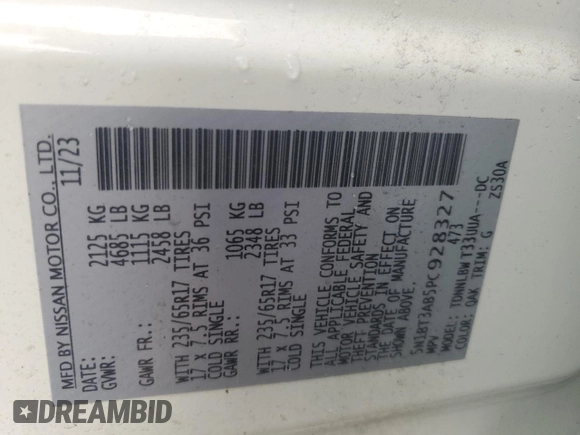 MFD BY NISSAN MOTOR CO., LTD.
DATE: 11/23
GVWR: 2125 KG
4685 LB
GAWR FR.: 1115 KG
2458 LB
WITH 235/65R17 TIRES
17 X 7.5 RIMS AT 36 PSI
COLD SINGLE
GAWR RR.: 1065 KG
2348 LB
WITH 235/65R17 TIRES
17 X 7.5 RIMS AT 33 PSI
COLD SINGLE
THIS VEHICLE CONFORMS TO
ALL APPLICABLE FEDERAL
MOTOR VEHICLE SAFETY AND
THEFT PREVENTION
STANDARDS IN EFFECT ON
THE DATE OF MANUFACTURE
SHOWN ABOVE.
5N1BT3AB5PC928327
MPV 473
MODEL: TDWNLBW T33UUA---DC
COLOR: QAK TRIM: G ZS30A
DREAMBID